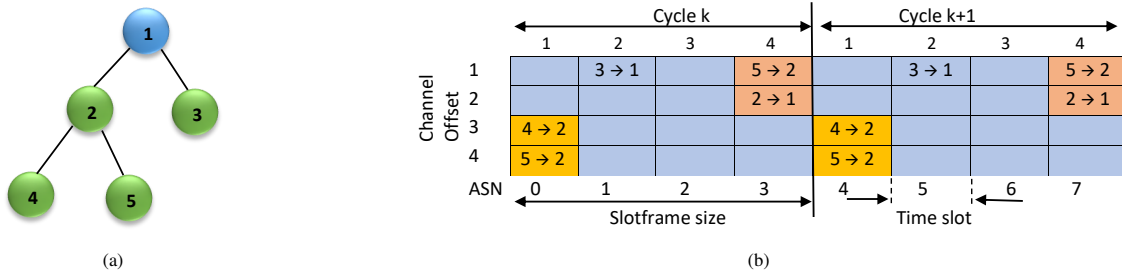 1
2
3
4
5
(a)
Cycle k
Cycle k+1
1 2 3 4 1 2 3 4
Channel
Offset
1 3 → 1 5 → 2 3 → 1 5 → 2
2 2 → 1 2 → 1
3 4 → 2 4 → 2
4 5 → 2 5 → 2
ASN 0 1 2 3 4 5 6 7
Slotframe size
Time slot
(b)